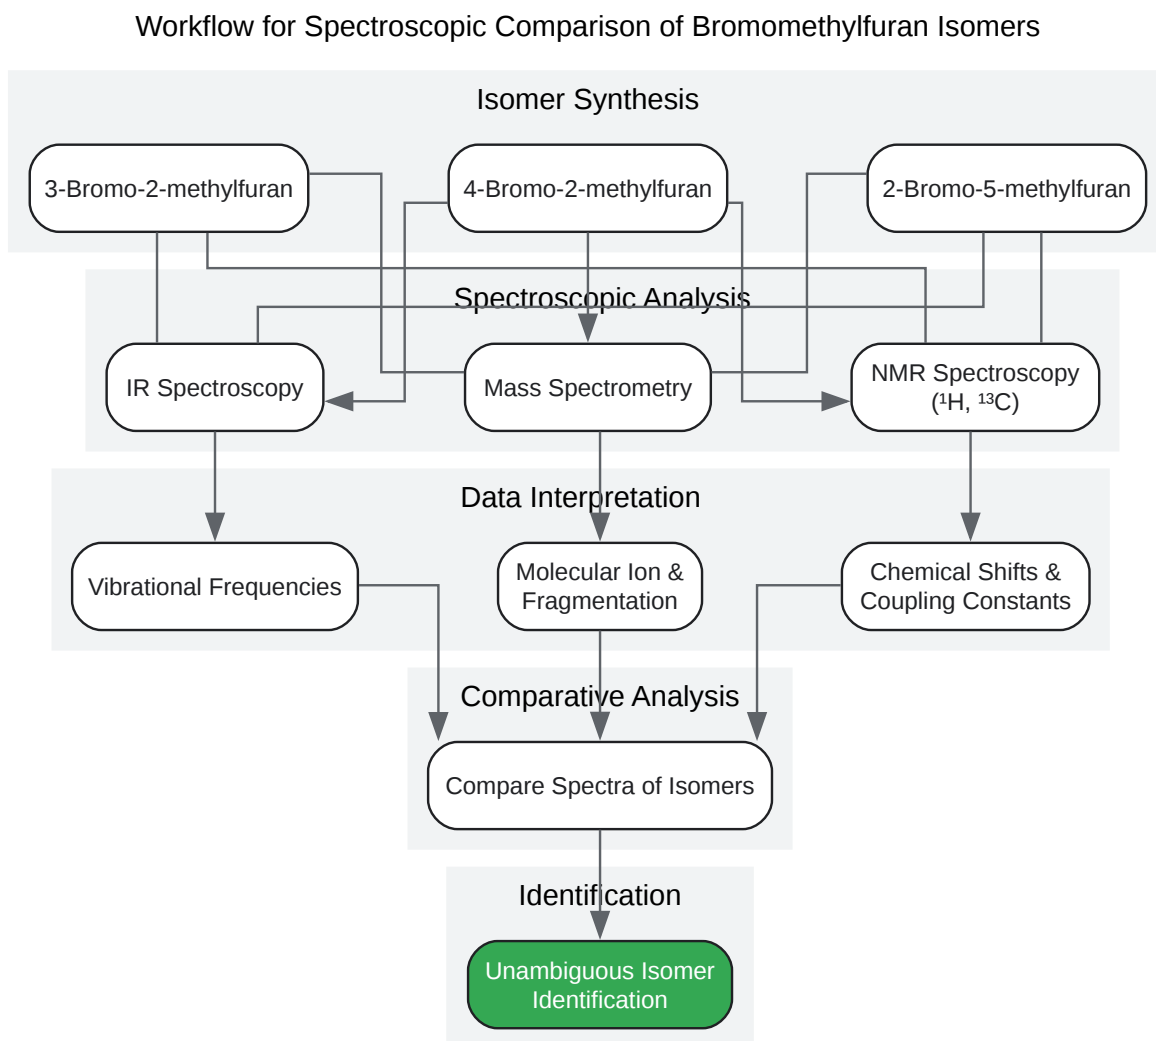 Workflow for Spectroscopic Comparison of Bromomethylfuran Isomers
Isomer Synthesis
3-Bromo-2-methylfuran
4-Bromo-2-methylfuran
2-Bromo-5-methylfuran
Spectroscopic Analysis
IR Spectroscopy
Mass Spectrometry
NMR Spectroscopy
(¹H, ¹³C)
Data Interpretation
Vibrational Frequencies
Molecular Ion &
Fragmentation
Chemical Shifts &
Coupling Constants
Comparative Analysis
Compare Spectra of Isomers
Identification
Unambiguous Isomer
Identification